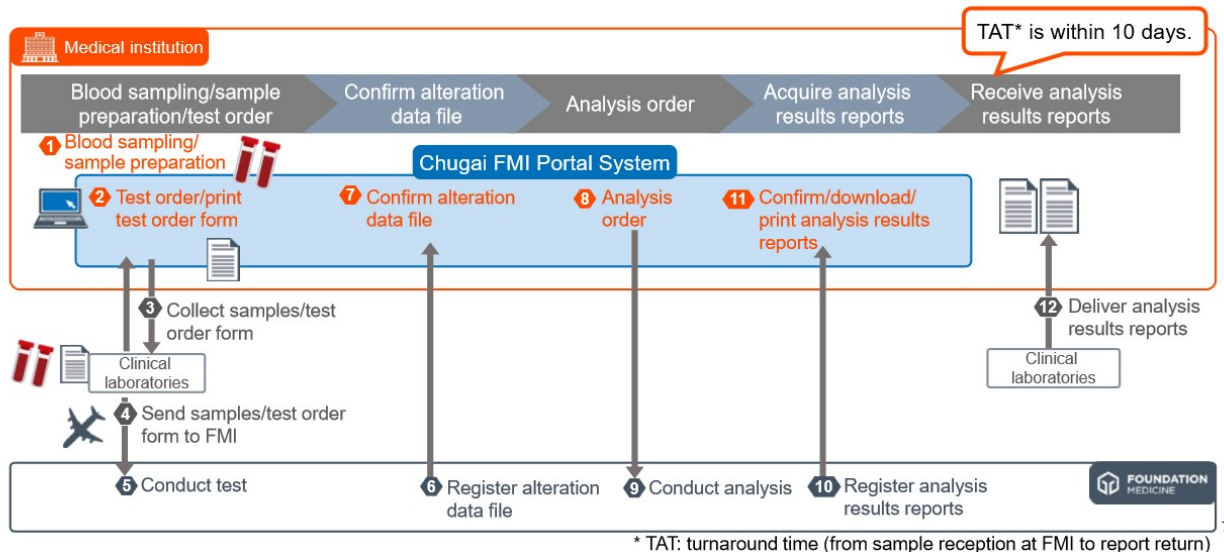 TAT* is within 10 days.
Medical institution
Blood sampling/sample
preparation/test order
Confirm alteration
data file
Analysis order
Acquire analysis
results reports
Receive analysis
results reports
1 Blood sampling/
sample preparation
Chugai FMI Portal System
2 Test order/print
test order form
7 Confirm alteration
data file
8 Analysis
order
11 Confirm/download/
print analysis results
reports
3 Collect samples/test
order form
12 Deliver analysis
results reports
Clinical
laboratories
Clinical
laboratories
4 Send samples/test order
form to FMI
5 Conduct test
6 Register alteration
data file
9 Conduct analysis
10 Register analysis
results reports
FOUNDATION
MEDICINE
* TAT: turnaround time (from sample reception at FMI to report return)